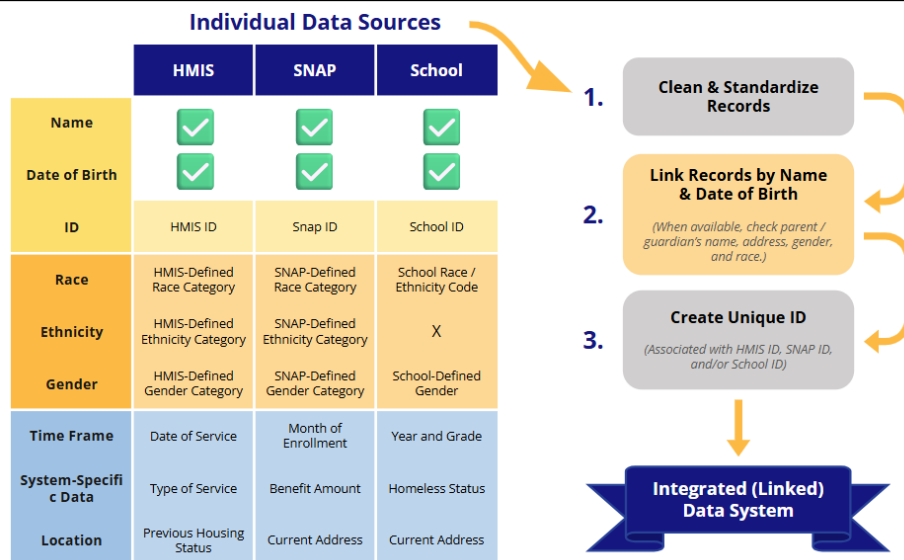 Individual Data Sources
HMIS SNAP School
Name
Date of Birth
ID HMIS ID Snap ID School ID
Race HMIS-Defined SNAP-Defined School Race /
Race Category Race Category Ethnicity Code
Ethnicity HMIS-Defined SNAP-Defined X
Ethnicity Category Ethnicity Category
Gender HMIS-Defined SNAP-Defined School-Defined
Gender Category Gender Category Gender
Time Frame Date of Service Month of Year and Grade
Enrollment
System-Specifi Type of Service Benefit Amount Homeless Status
c Data
Location Previous Housing Current Address Current Address
Status
1. Clean & Standardize
Records
2. Link Records by Name
& Date of Birth
(When available, check parent /
guardian's name, address, gender,
and race.)
3. Create Unique ID
(Associated with HMIS ID, SNAP ID,
and/or School ID)
Integrated (Linked)
Data System